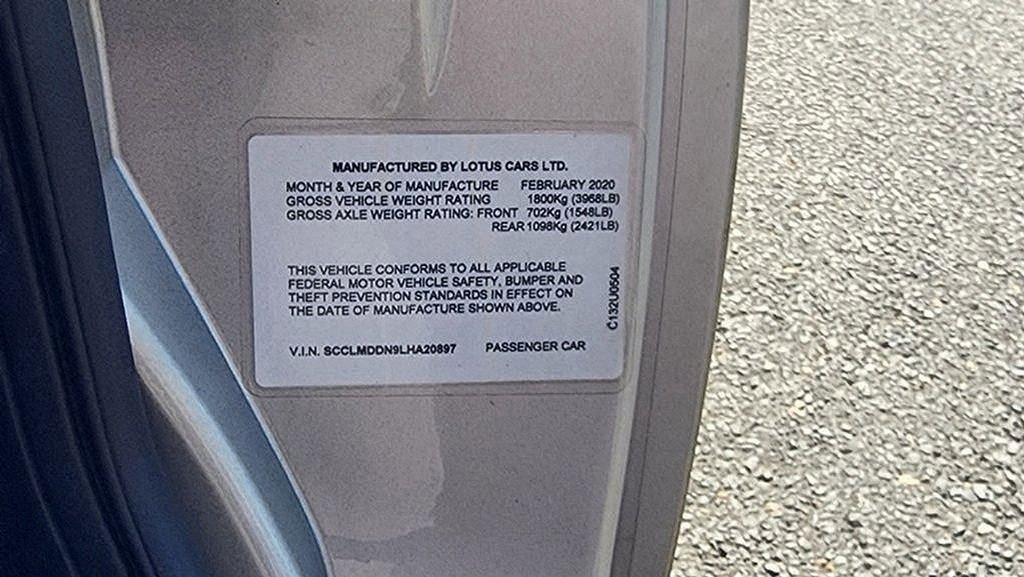 MANUFACTURED BY LOTUS CARS LTD.
MONTH & YEAR OF MANUFACTURE FEBRUARY 2020
GROSS VEHICLE WEIGHT RATING 1800Kg (3968LB)
GROSS AXLE WEIGHT RATING: FRONT 702Kg (1548LB)
REAR 1098Kg (2421LB)
THIS VEHICLE CONFORMS TO ALL APPLICABLE
FEDERAL MOTOR VEHICLE SAFETY, BUMPER AND
THEFT PREVENTION STANDARDS IN EFFECT ON
THE DATE OF MANUFACTURE SHOWN ABOVE.
C132U0504
V.I.N. SCCLMDDN9LHA20897 PASSENGER CAR